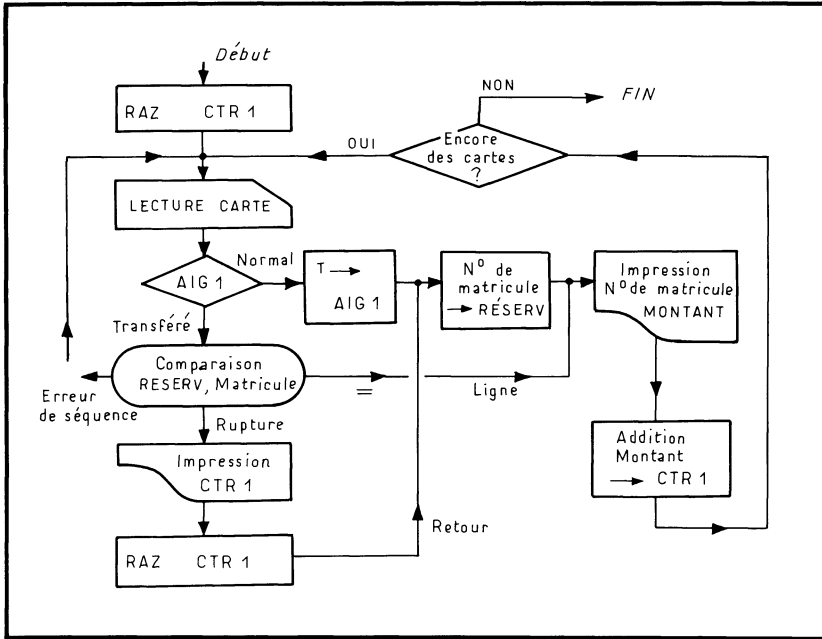 Début
RAZ CTR 1
NON
FIN
OUI
Encore
des cartes
?
LECTURE CARTE
AIG 1
Normal
T →
AIG 1
N° de
matricule
→ RÉSERV
Impression
N° de matricule
MONTANT
Transféré
Comparaison
RESERV, Matricule
=
Ligne
Erreur
de séquence
Rupture
Impression
CTR 1
Addition
Montant
→ CTR 1
Retour
RAZ CTR 1